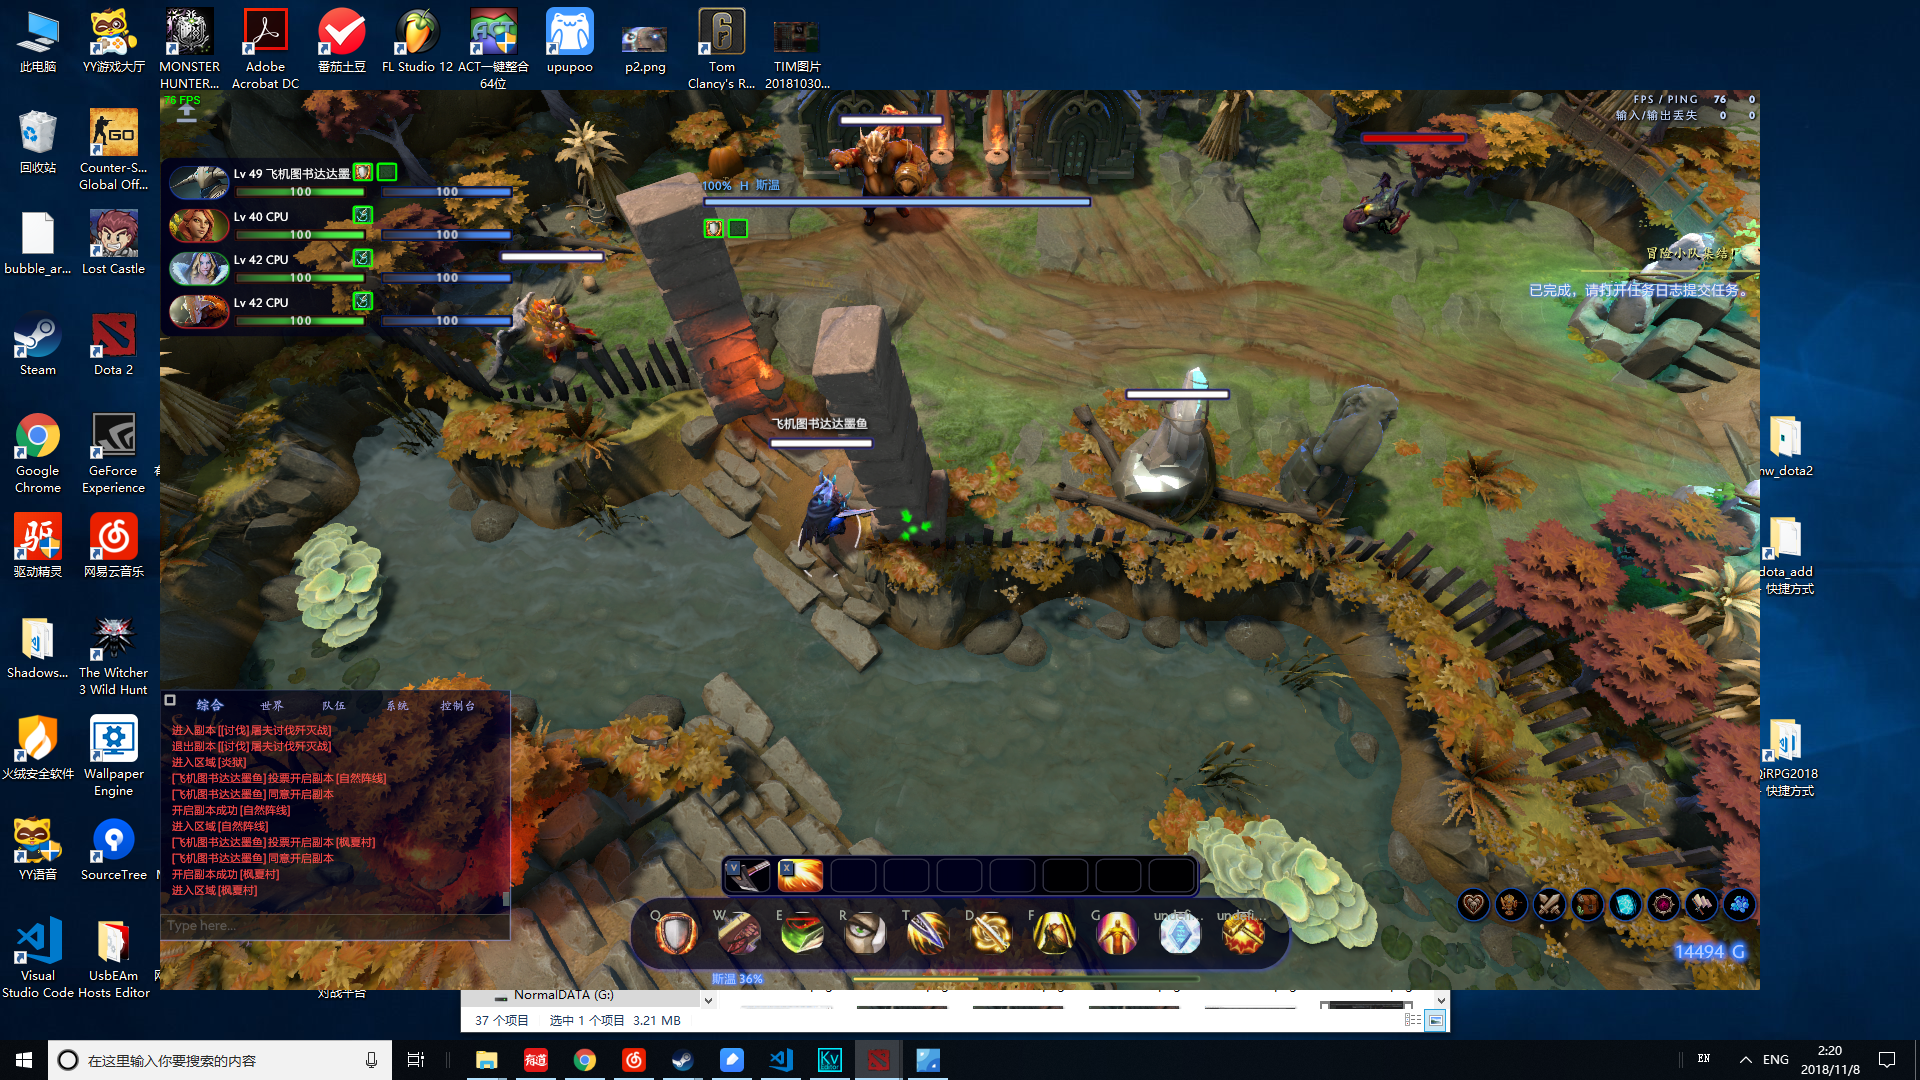 此电脑
YY游戏大厅
MONSTER
HUNTER...
Adobe
Acrobat DC
番茄土豆
FL Studio 12
ACT一键整合
64位
upupoo
p2.png
Tom
Clancy's R...
TIM图片
20181030...
回收站
Counter-S...
Global Off...
bubble_ar...
Lost Castle
Steam
Dota 2
Google
Chrome
GeForce
Experience
驱动精灵
网易云音乐
Shadows...
The Witcher
3 Wild Hunt
火绒安全软件
Wallpaper
Engine
YY语音
SourceTree
Visual
Studio Code
UsbEAm
Hosts Editor
对战平台
76 FPS
FPS / PING 76 0
输入/输出丢失 0 0
Lv 49 飞机图书达达墨
100 100
Lv 40 CPU
100 100
Lv 42 CPU
100 100
Lv 42 CPU
100 100
100% H 斯温
冒险小队集结!
已完成，请打开任务日志提交任务。
飞机图书达达墨鱼
综合 世界 队伍 系统 控制台
进入副本 [[讨伐] 屠夫讨伐歼灭战]
退出副本 [[讨伐] 屠夫讨伐歼灭战]
进入区域 [炎狱]
[飞机图书达达墨鱼] 投票开启副本 [自然阵线]
[飞机图书达达墨鱼] 同意开启副本
开启副本成功 [自然阵线]
进入区域 [自然阵线]
[飞机图书达达墨鱼] 投票开启副本 [枫夏村]
[飞机图书达达墨鱼] 同意开启副本
开启副本成功 [枫夏村]
进入区域 [枫夏村]
Type here...
V X
Q W E R T D F G undefi... undefi...
斯温 36%
14494 G
nw_dota2
dota_add
- 快捷方式
QiRPG2018
- 快捷方式
NormalDATA (G:)
37 个项目 选中 1 个项目 3.21 MB
在这里输入你要搜索的内容
有道
Kv
Editor
EN
ENG
2:20
2018/11/8